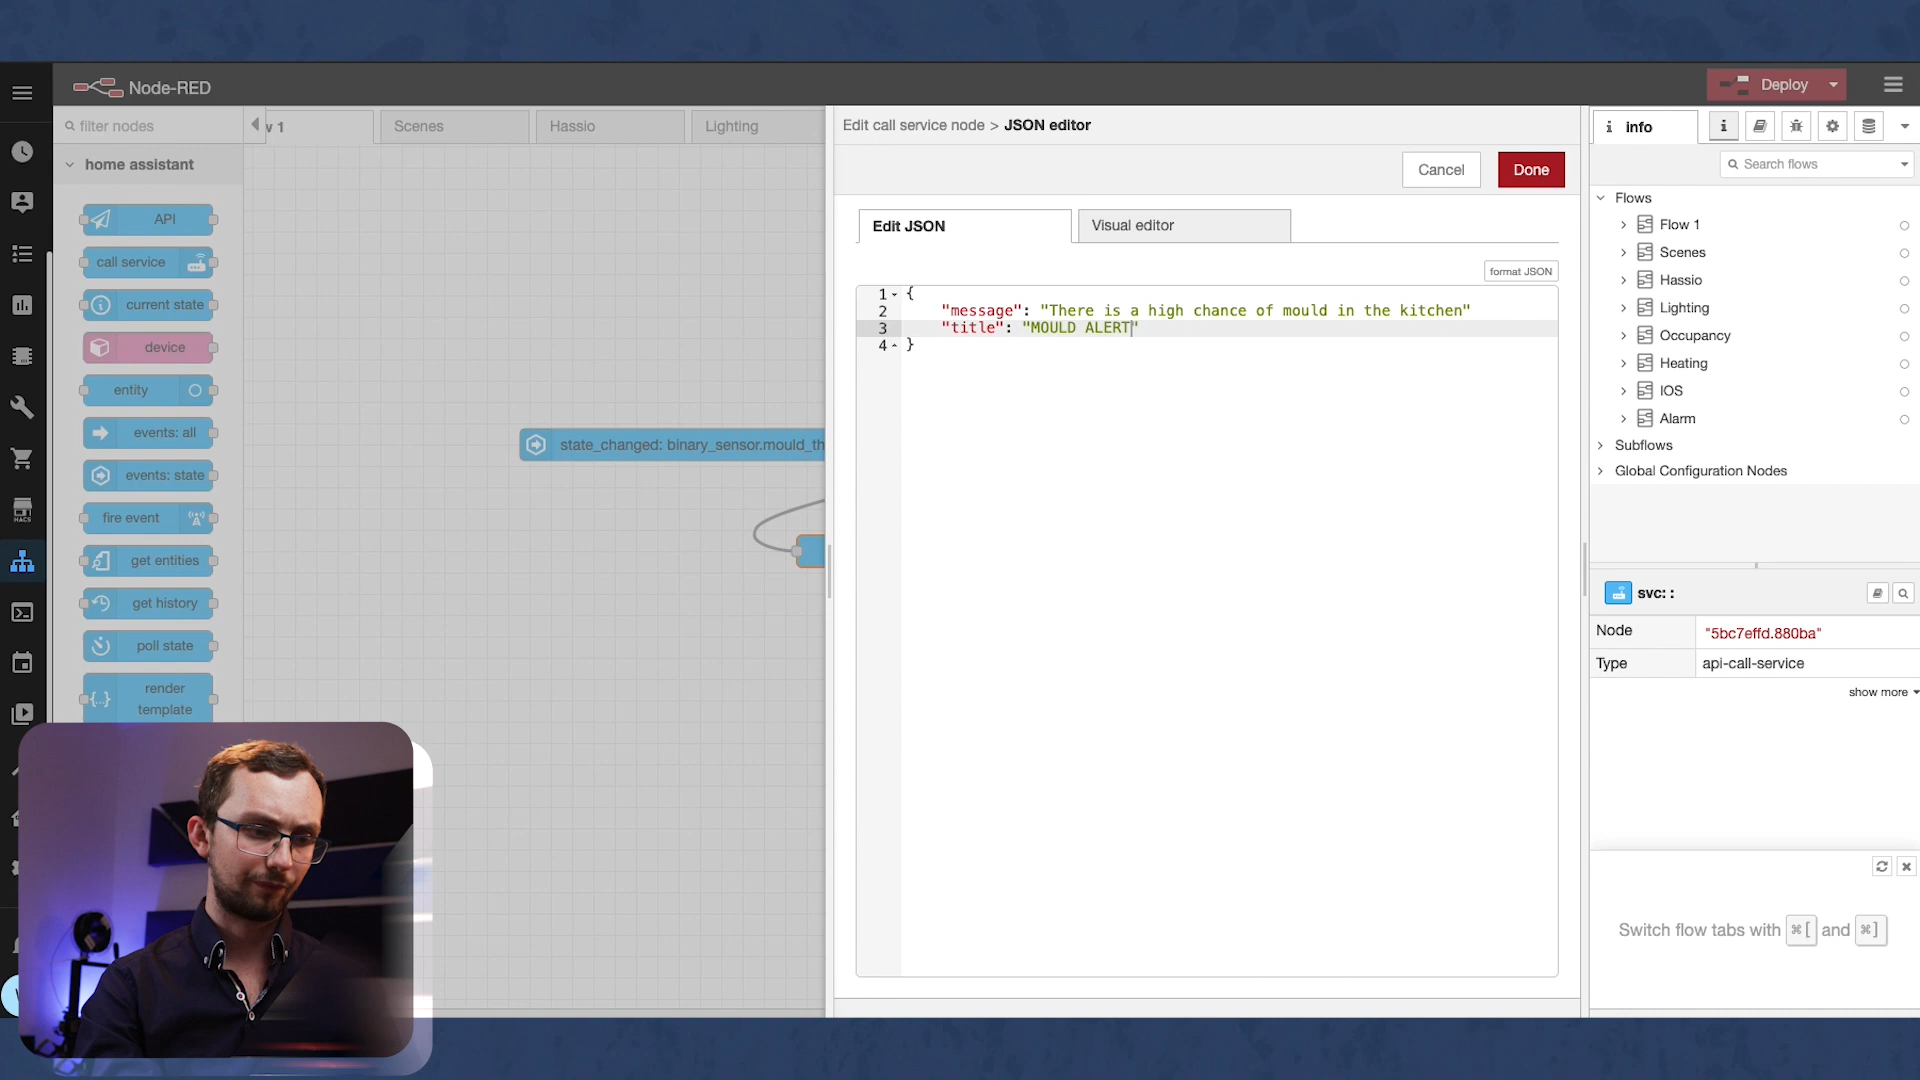 Node-RED
Deploy
filter nodes
v 1
Scenes
Hassio
Lighting
home assistant
API
call service
current state
device
entity
events: all
events: state
fire event
get entities
get history
poll state
render
template
state_changed: binary_sensor.mould_th
HACS
Edit call service node > JSON editor
Cancel
Done
Edit JSON
Visual editor
format JSON
1 {
2 "message": "There is a high chance of mould in the kitchen"
3 "title": "MOULD ALERT"
4 }
i info
i
Search flows
Flows
Flow 1
Scenes
Hassio
Lighting
Occupancy
Heating
IOS
Alarm
Subflows
Global Configuration Nodes
svc: :
Node "5bc7effd.880ba"
Type api-call-service
show more
Switch flow tabs with ⌘[ and ⌘]